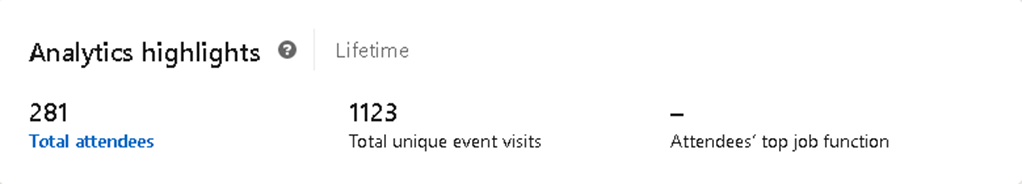 Analytics highlights ? Lifetime
281 1123 –
Total attendees Total unique event visits Attendees’ top job function